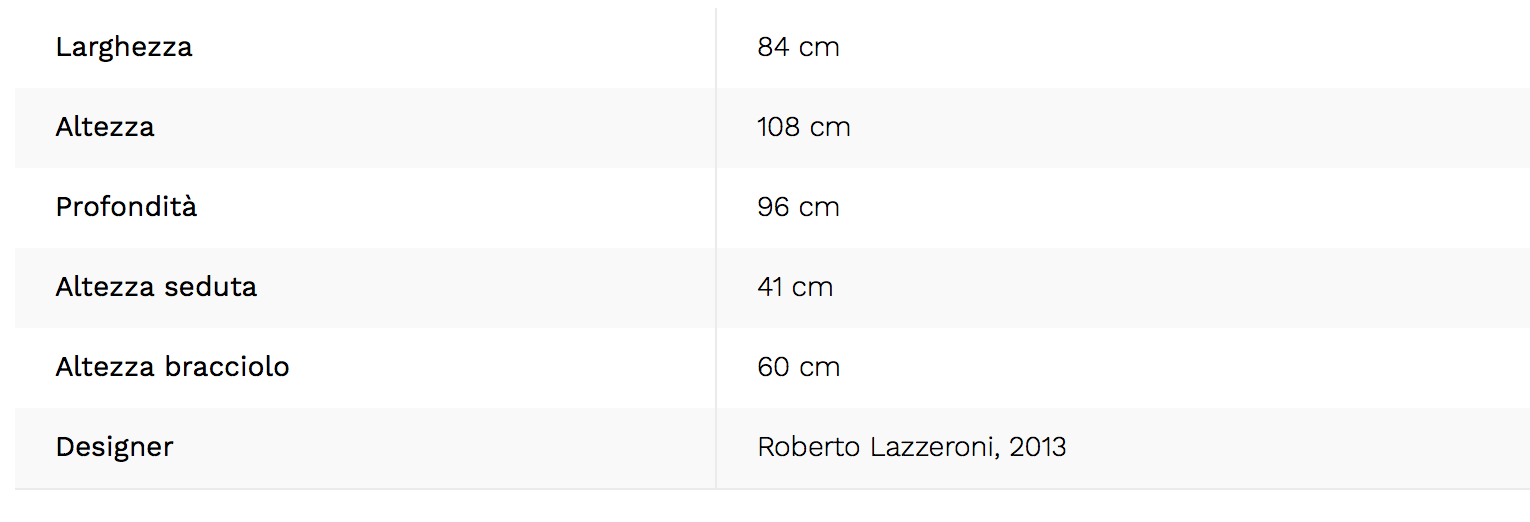 Larghezza 84 cm
Altezza 108 cm
Profondità 96 cm
Altezza seduta 41 cm
Altezza bracciolo 60 cm
Designer Roberto Lazzeroni, 2013